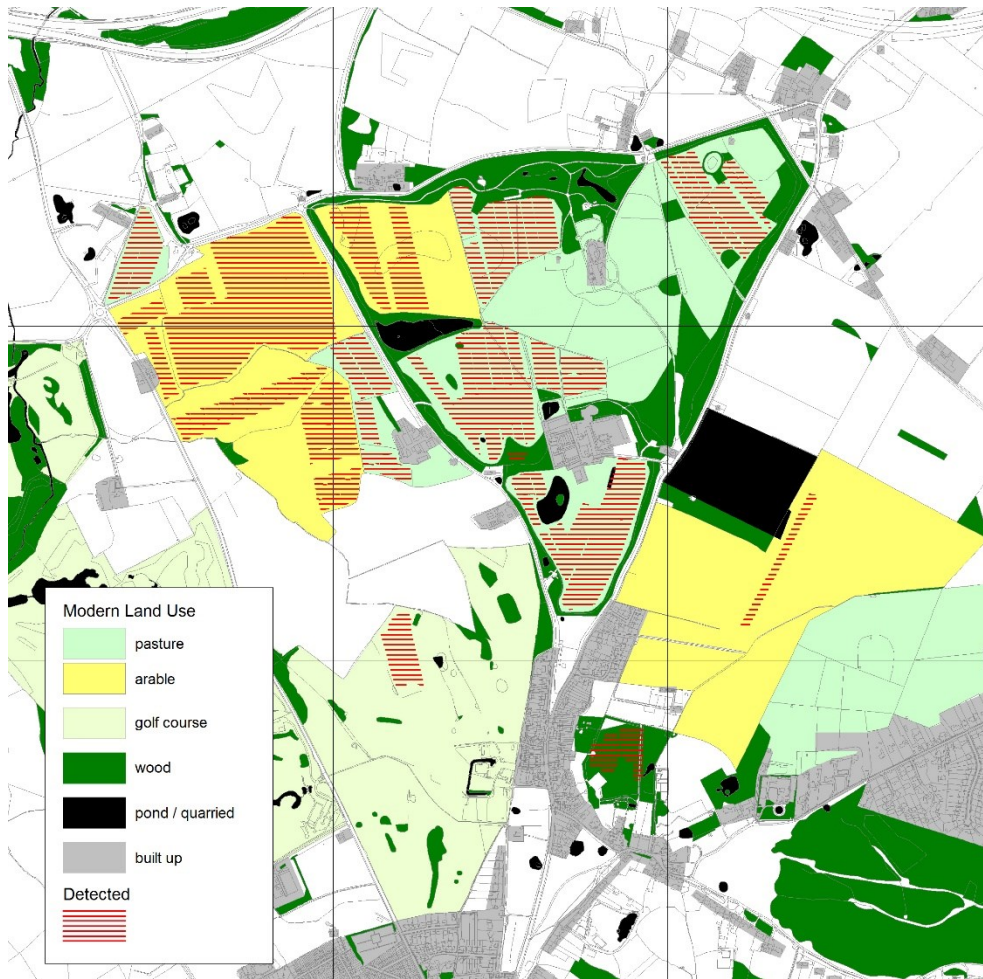 Modern Land Use
pasture
arable
golf course
wood
pond / quarried
built up
Detected